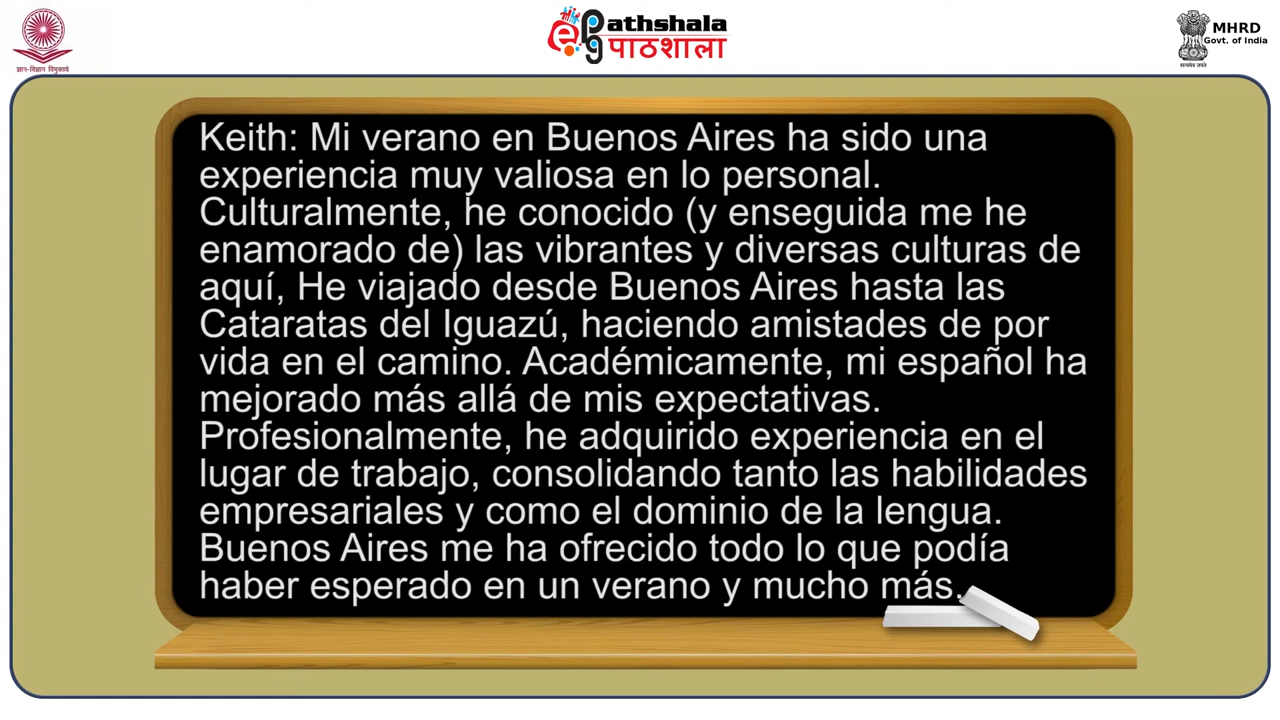 ज्ञान-विज्ञान विमुक्तये
ePathshala
पाठशाला
MHRD
Govt. of India
सत्यमेव जयते
Keith: Mi verano en Buenos Aires ha sido una
experiencia muy valiosa en lo personal.
Culturalmente, he conocido (y enseguida me he
enamorado de) las vibrantes y diversas culturas de
aquí, He viajado desde Buenos Aires hasta las
Cataratas del Iguazú, haciendo amistades de por
vida en el camino. Académicamente, mi español ha
mejorado más allá de mis expectativas.
Profesionalmente, he adquirido experiencia en el
lugar de trabajo, consolidando tanto las habilidades
empresariales y como el dominio de la lengua.
Buenos Aires me ha ofrecido todo lo que podía
haber esperado en un verano y mucho más.